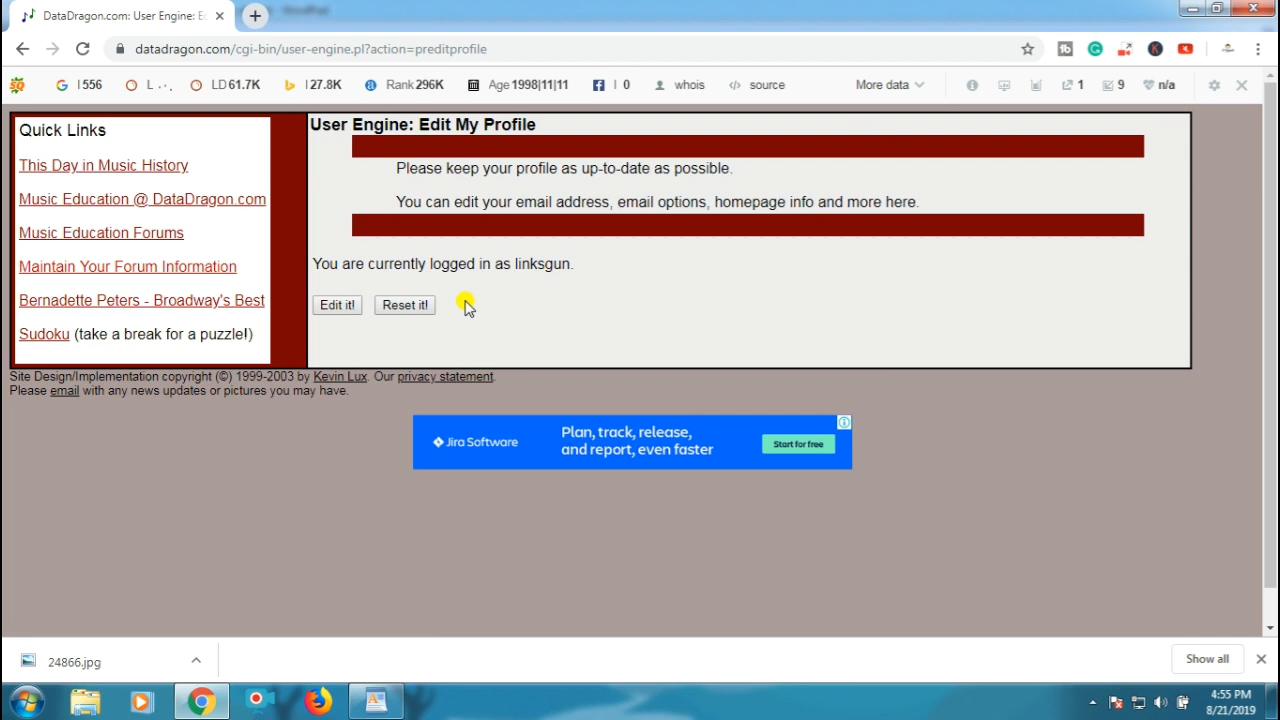 DataDragon.com: User Engine: E
datadragon.com/cgi-bin/user-engine.pl?action=preditprofile
I 556 L... LD 61.7K I 27.8K Rank 296K Age 1998|11|11 I 0 whois source More data 1 9 n/a
Quick Links
This Day in Music History
Music Education @ DataDragon.com
Music Education Forums
Maintain Your Forum Information
Bernadette Peters - Broadway's Best
Sudoku (take a break for a puzzle!)
User Engine: Edit My Profile
Please keep your profile as up-to-date as possible.
You can edit your email address, email options, homepage info and more here.
You are currently logged in as linksgun.
Edit it! Reset it!
Site Design/Implementation copyright (©) 1999-2003 by Kevin Lux. Our privacy statement.
Please email with any news updates or pictures you may have.
Jira Software
Plan, track, release,
and report, even faster
Start for free
24866.jpg
Show all
4:55 PM
8/21/2019